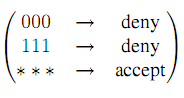 000 → deny
111 → deny
*** → accept